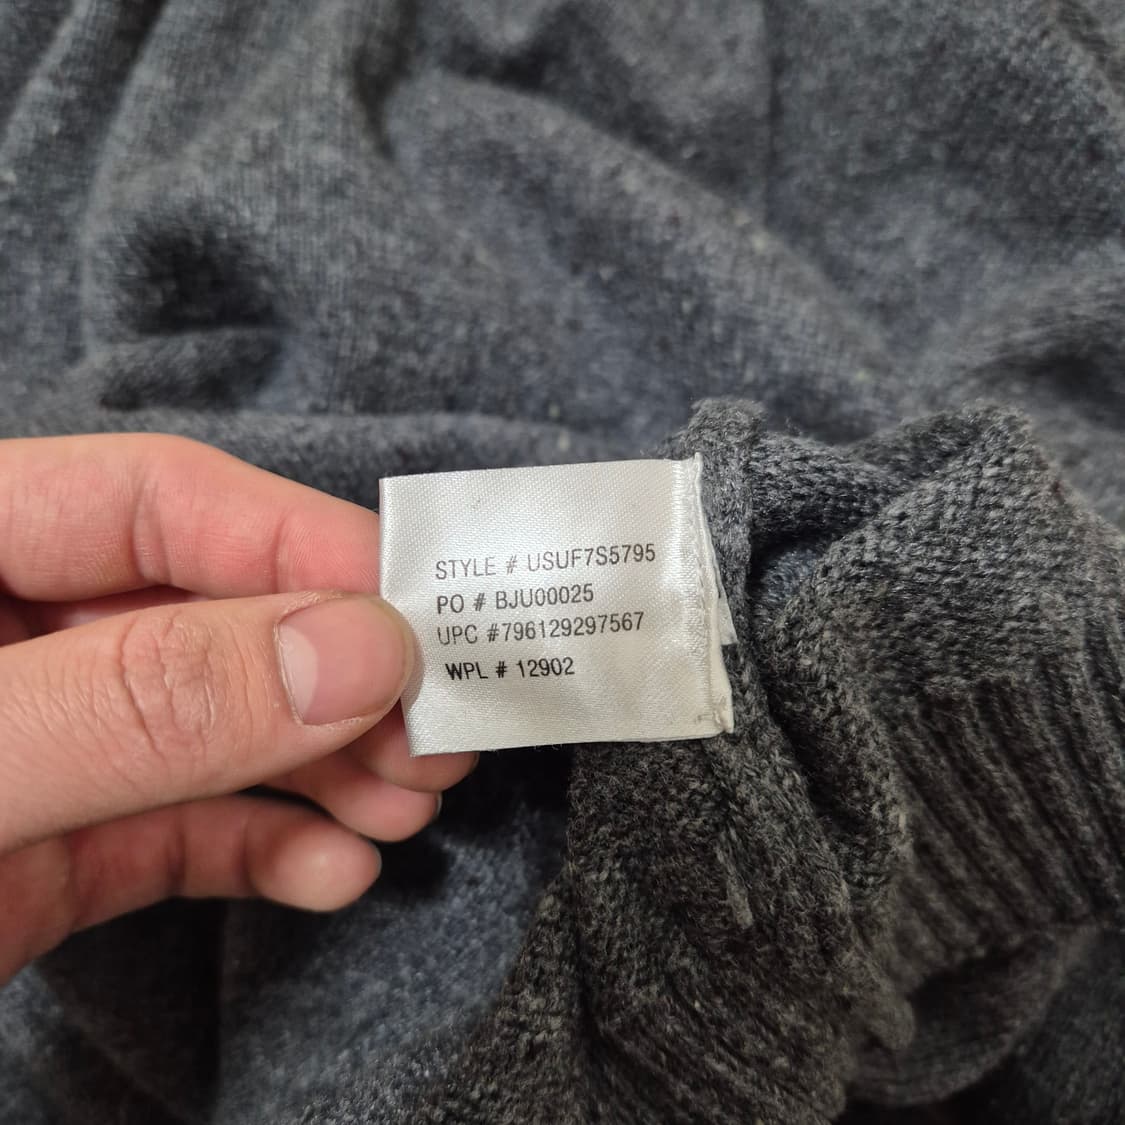 STYLE # USUF7S5795
PO # BJU00025
UPC #796129297567
WPL # 12902